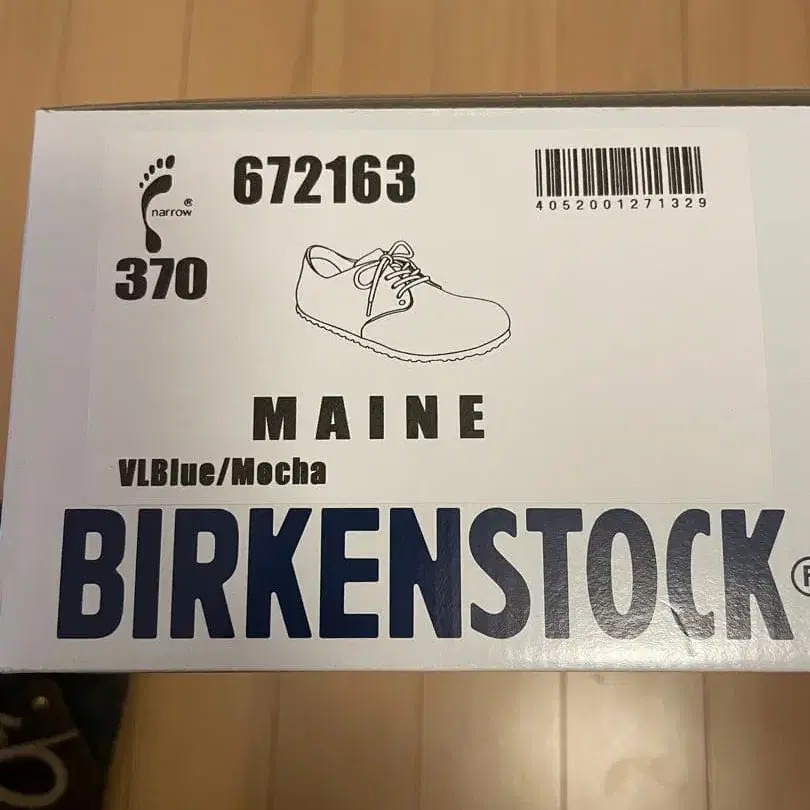 672163
narrow®
370
4052001271329
MAINE
VLBlue/Mocha
BIRKENSTOCK®